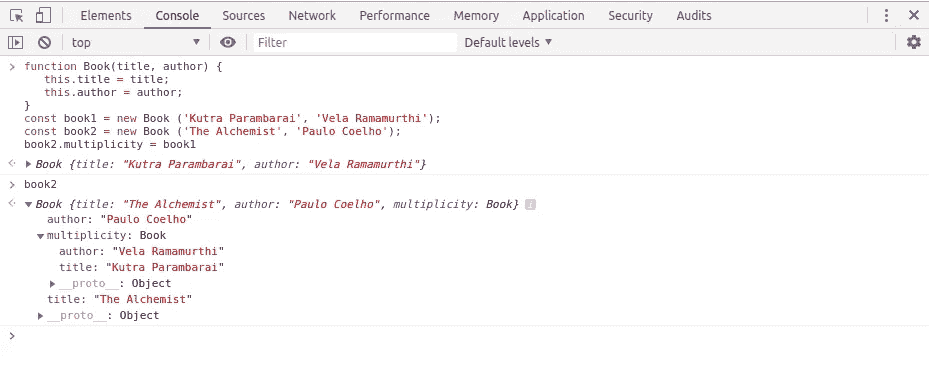 Elements Console Sources Network Performance Memory Application Security Audits
top Filter Default levels
function Book(title, author) {
this.title = title;
this.author = author;
}
const book1 = new Book ('Kutra Parambarai', 'Vela Ramamurthi');
const book2 = new Book ('The Alchemist', 'Paulo Coelho');
book2.multiplicity = book1
Book {title: "Kutra Parambarai", author: "Vela Ramamurthi"}
book2
Book {title: "The Alchemist", author: "Paulo Coelho", multiplicity: Book} i
author: "Paulo Coelho"
multiplicity: Book
author: "Vela Ramamurthi"
title: "Kutra Parambarai"
__proto__: Object
title: "The Alchemist"
__proto__: Object